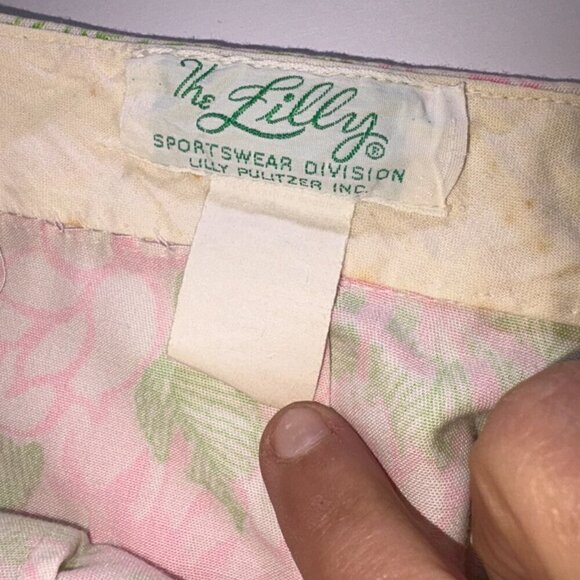 The Lilly®
SPORTSWEAR DIVISION
LILLY PULITZER INC.